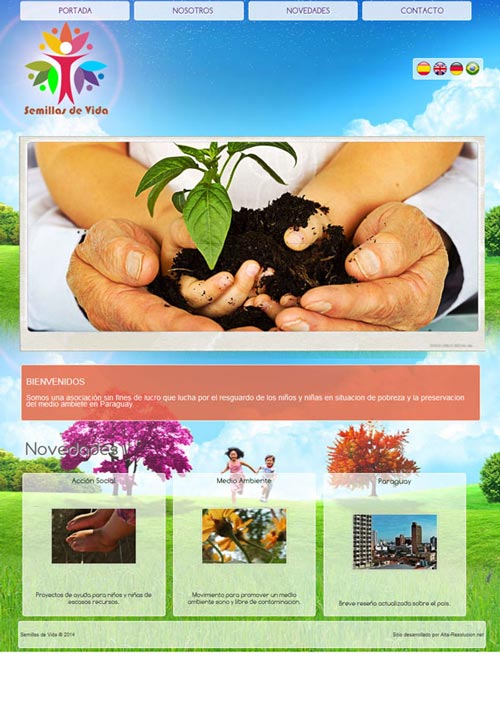 PORTADA
NOSOTROS
NOVEDADES
CONTACTO
Semillas de Vida
BIENVENIDOS
Somos una asociación sin fines de lucro que lucha por el resguardo de los niños y niñas en situacion de pobreza y la preservacion
del medio ambiete en Paraguay.
Novedades
Acción Social
Medio Ambiente
Paraguay
Proyectos de ayuda para niños y niñas de
escasos recursos.
Movimiento para promover un medio
ambiente sano y libre de contaminación.
Breve reseña actualizada sobre el país.
Semillas de Vida © 2014
Sitio desarrollado por Alta-Resolucion.net